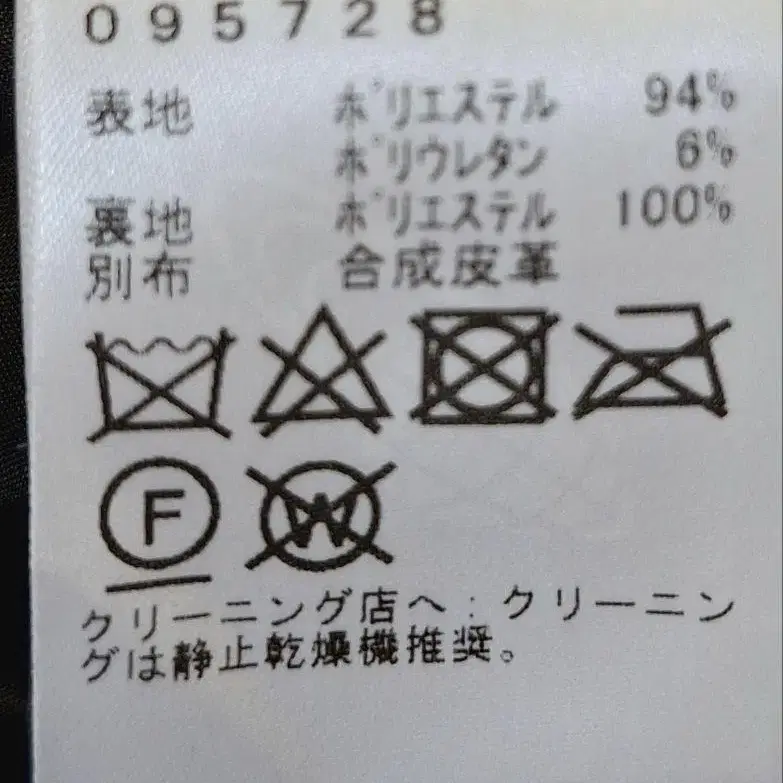 095728
表地 ポリエステル 94%
ポリウレタン 6%
裏地 ポリエステル 100%
別布 合成皮革
F W
クリーニング店へ：クリーニン
グは静止乾燥機推奨。